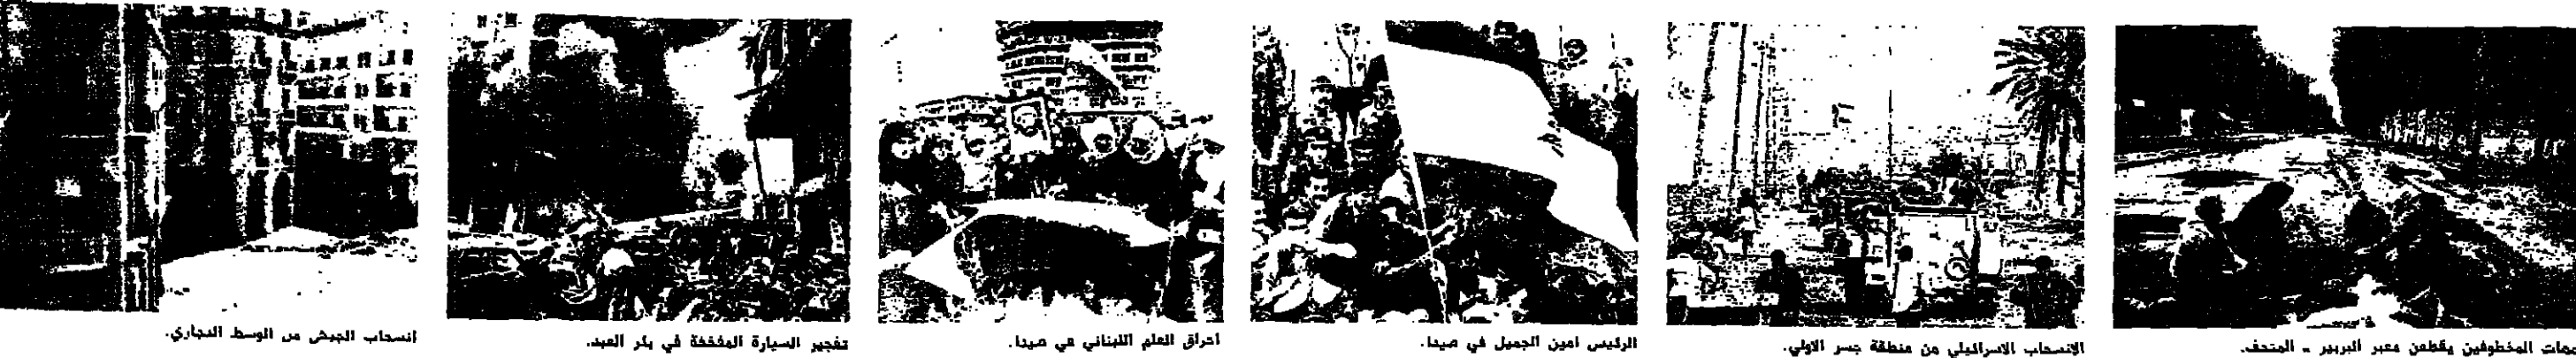 ـهات المخطوفين يقطعن معبر البربير - المتحف.
الانسحاب الاسرائيلي من منطقة جسر الاولي.
الرئيس امين الجميل في صيدا.
احراق العلم اللبناني في صيدا.
تفجير السيارة المفخخة في بئر العبد.
انسحاب الجيش من الوسط التجاري.